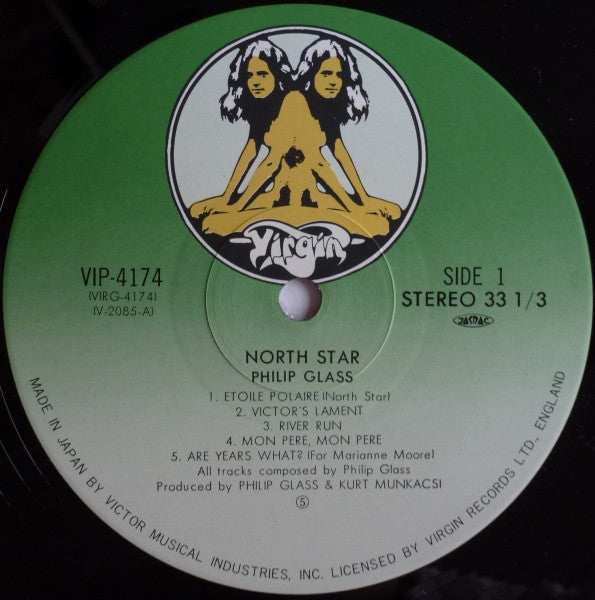 Virgin
VIP-4174
(VIRG-4174)
(V-2085-A)
SIDE 1
STEREO 33 1/3
JASRAC
NORTH STAR
PHILIP GLASS
1. ETOILE POLAIRE (North Star)
2. VICTOR'S LAMENT
3. RIVER RUN
4. MON PERE, MON PERE
5. ARE YEARS WHAT? (For Marianne Moore)
All tracks composed by Philip Glass
Produced by PHILIP GLASS & KURT MUNKACSI
Ⓢ
MADE IN JAPAN BY VICTOR MUSICAL INDUSTRIES, INC. LICENSED BY VIRGIN RECORDS LTD., ENGLAND